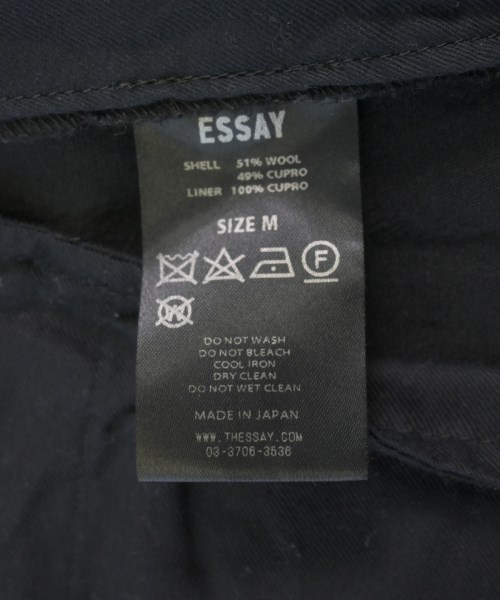 ESSAY
SHELL 51% WOOL
49% CUPRO
LINER 100% CUPRO
SIZE M
F
W
DO NOT WASH
DO NOT BLEACH
COOL IRON
DRY CLEAN
DO NOT WET CLEAN
MADE IN JAPAN
WWW.THESSAY.COM
03-3706-3536